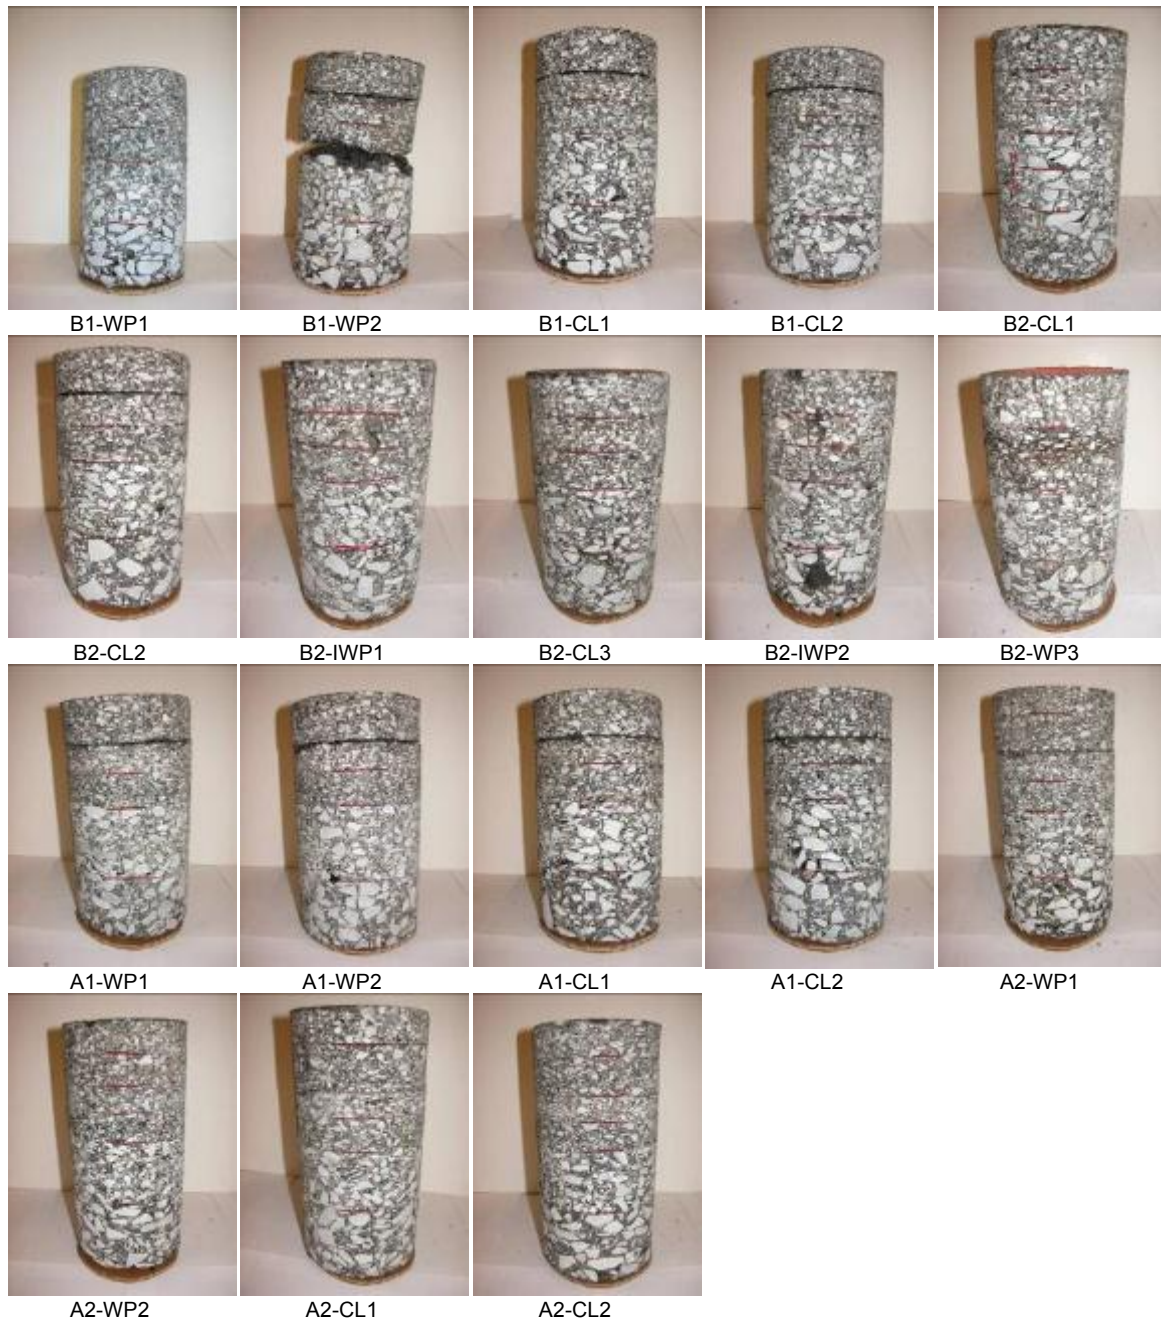 B1-WP1 B1-WP2 B1-CL1 B1-CL2 B2-CL1
B2-CL2 B2-IWP1 B2-CL3 B2-IWP2 B2-WP3
A1-WP1 A1-WP2 A1-CL1 A1-CL2 A2-WP1
A2-WP2 A2-CL1 A2-CL2